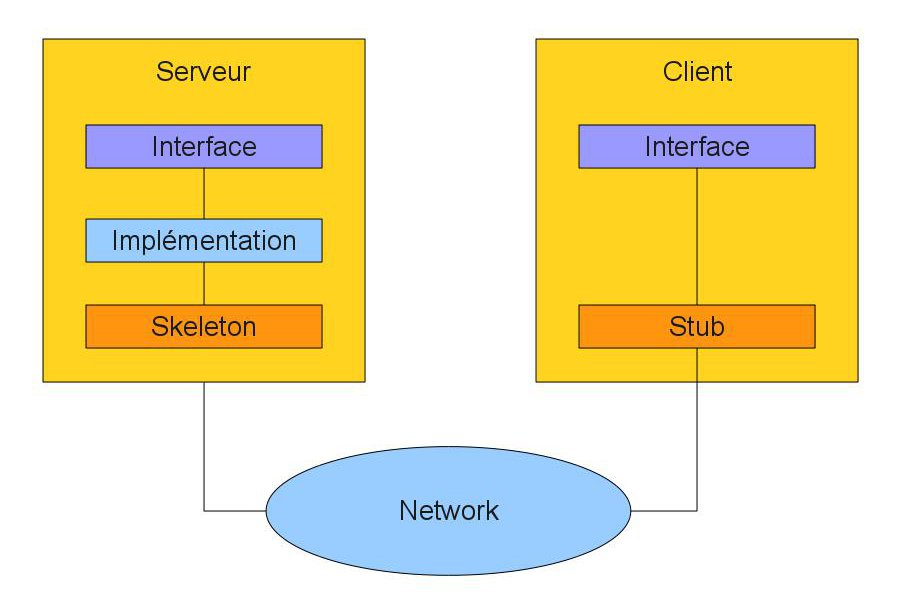 Serveur
Interface
Implémentation
Skeleton
Client
Interface
Stub
Network